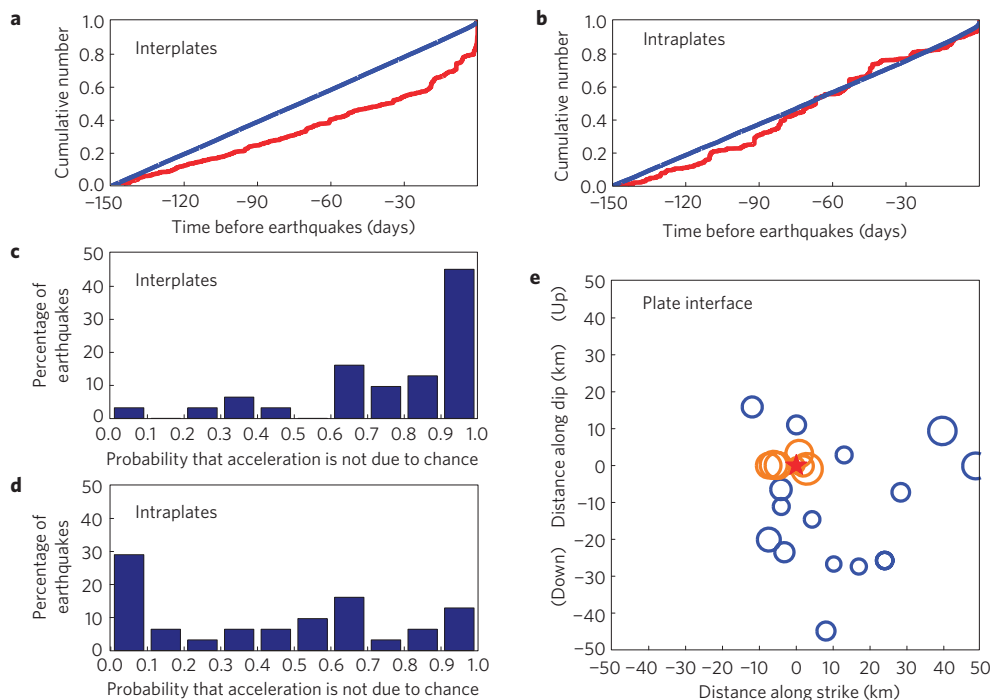 a
Interplates
Cumulative number
1.0
0.8
0.6
0.4
0.2
0.0
−150 −120 −90 −60 −30
Time before earthquakes (days)
b
Intraplates
Cumulative number
1.0
0.8
0.6
0.4
0.2
0.0
−150 −120 −90 −60 −30
Time before earthquakes (days)
c
Interplates
Percentage of
earthquakes
50
40
30
20
10
0
0.0 0.1 0.2 0.3 0.4 0.5 0.6 0.7 0.8 0.9 1.0
Probability that acceleration is not due to chance
d
Intraplates
Percentage of
earthquakes
50
40
30
20
10
0
0.0 0.1 0.2 0.3 0.4 0.5 0.6 0.7 0.8 0.9 1.0
Probability that acceleration is not due to chance
e
Plate interface
(Down) Distance along dip (km) (Up)
50
40
30
20
10
0
−10
−20
−30
−40
−50
−50 −40 −30 −20 −10 0 10 20 30 40 50
Distance along strike (km)